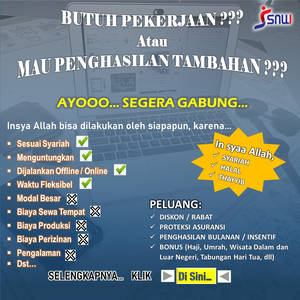 SNW
BUTUH PEKERJAAN ???
Atau
MAU PENGHASILAN TAMBAHAN ???
AYOOO... SEGERA GABUNG...
Insya Allah bisa dilakukan oleh siapapun, karena...
Sesuai Syariah
Menguntungkan
Dijalankan Offline / Online
Waktu Fleksibel
Modal Besar
Biaya Sewa Tempat
Biaya Produksi
Biaya Perizinan
Pengalaman
Dst...
In syaa Allah,
✓ SYARIAH
✓ HALAL
✓ THAYYIB
PELUANG:
✓ DISKON / RABAT
✓ PROTEKSI ASURANSI
✓ PENGHASILAN BULANAN / INSENTIF
✓ BONUS (Haji, Umrah, Wisata Dalam dan
Luar Negeri, Tabungan Hari Tua, dll)
SELENGKAPNYA... KLIK Di Sini...